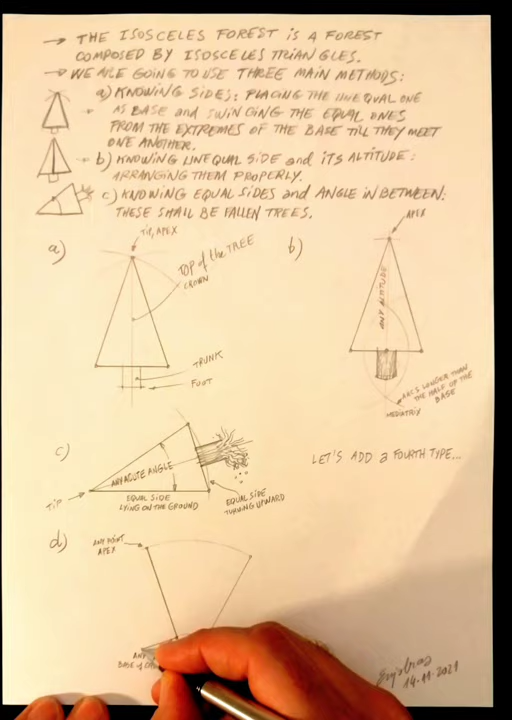 → THE ISOSCELES FOREST iS A FOREST
COMPOSED BY ISOSCELES TRIANGLES.
→ WE ARE GOING TO USE THREE MAIN METHODS:
a) KNOWING SIDES: PLACING THE UNEQUAL ONE
AS BASE and SWINGING THE EQUAL ONES
FROM THE EXTREMES OF THE BASE TILL THEY MEET
ONE ANOTHER.
b) KNOWING UNEQUAL SIDE and iTS ALTITUDE:
ARRANGING THEM PROPERLY.
c) KNOWING EQUAL SIDES and ANGLE IN BETWEEN:
THESE SHALL BE FALLEN TREES.
a)
TIP, APEX
TOP of the TREE
CROWN
TRUNK
FOOT
b)
APEX
ANY ALTITUDE
ARCS LONGER THAN
THE HALF OF THE
BASE
MEDIATRIX
c)
ANY ACUTE ANGLE
TIP
EQUAL SIDE
LYING ON THE GROUND
EQUAL SIDE
TURNING UPWARD
LET'S ADD a FOURTH TYPE...
d)
ANY POINT
APEX
ANY
BASE of
14-11-2021